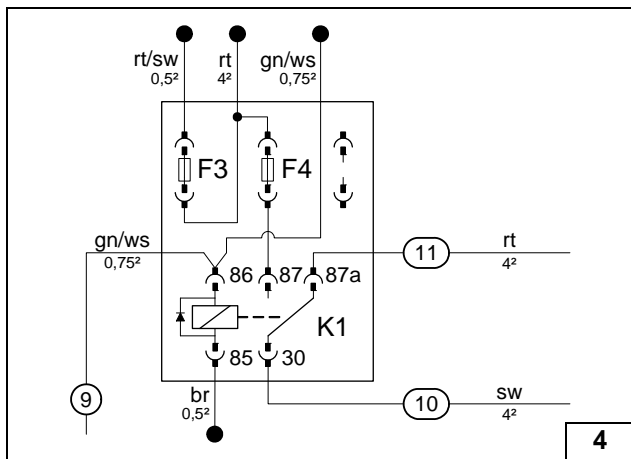 rt/sw rt gn/ws
0,5² 4² 0,75²
F3 F4
gn/ws
0,75²
11 rt
4²
86 87 87a
K1
85 30
9
br
0,5²
10 sw
4²
4